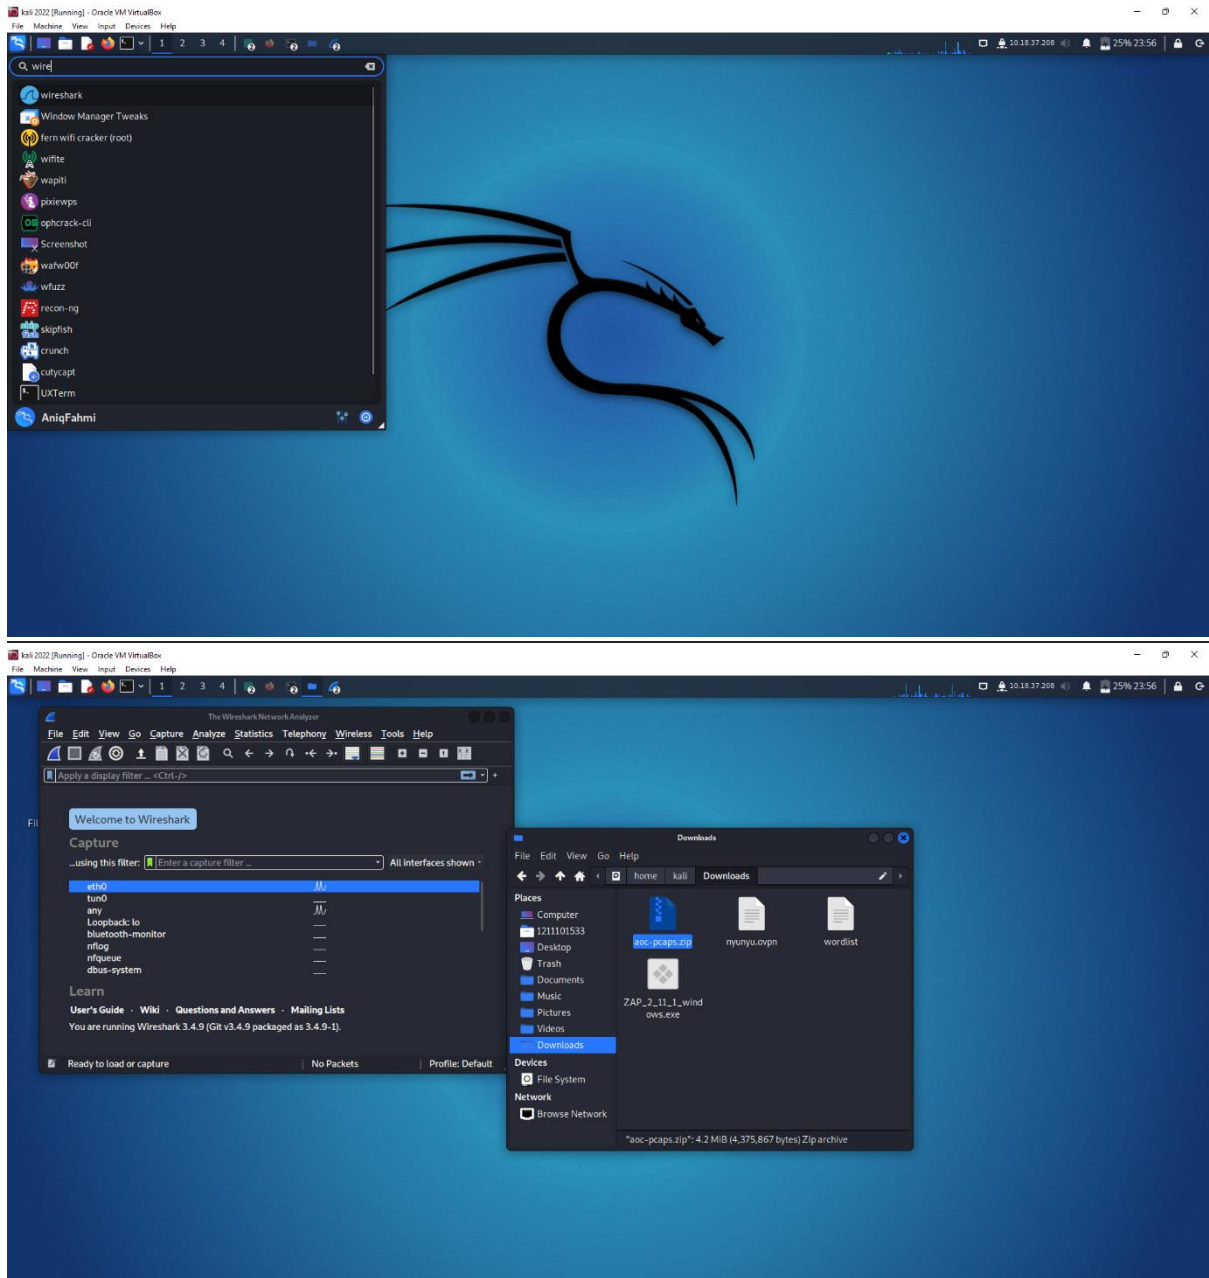 kali 2022 [Running] - Oracle VM VirtualBox
File Machine View Input Devices Help
1 2 3 4 10.18.37.208 25% 23:56
wire
wireshark
Window Manager Tweaks
fern wifi cracker (root)
wifite
wapiti
pixiewps
ophcrack-cli
Screenshot
wafw00f
wfuzz
recon-ng
skipfish
crunch
cutycapt
UXTerm
AniqFahmi
kali 2022 [Running] - Oracle VM VirtualBox
File Machine View Input Devices Help
1 2 3 4 10.18.37.208 25% 23:56
The Wireshark Network Analyzer
File Edit View Go Capture Analyze Statistics Telephony Wireless Tools Help
Apply a display filter ... <Ctrl-/>
Fil
Welcome to Wireshark
Capture
...using this filter: Enter a capture filter ... All interfaces shown
eth0
tun0
any
Loopback: lo
bluetooth-monitor
nflog
nfqueue
dbus-system
Learn
User's Guide · Wiki · Questions and Answers · Mailing Lists
You are running Wireshark 3.4.9 (Git v3.4.9 packaged as 3.4.9-1).
Ready to load or capture No Packets Profile: Default
Downloads
File Edit View Go Help
home kali Downloads
Places
Computer
1211101533
Desktop
Trash
Documents
Music
Pictures
Videos
Downloads
Devices
File System
Network
Browse Network
aoc-pcaps.zip nyunyu.ovpn wordlist
ZAP_2_11_1_wind
ows.exe
"aoc-pcaps.zip": 4.2 MiB (4,375,867 bytes) Zip archive